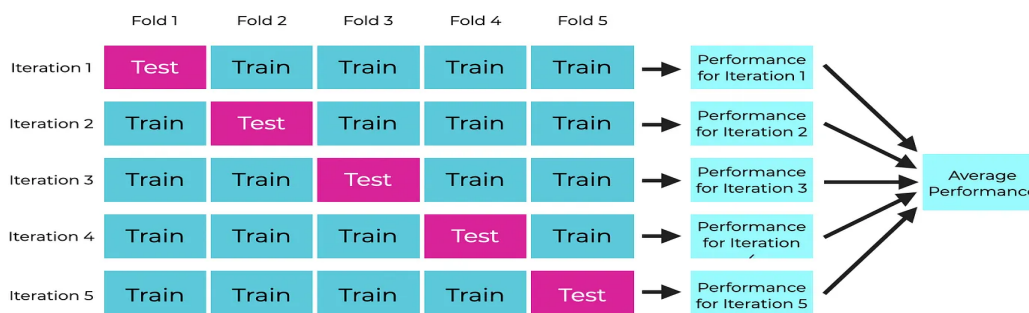 Fold 1 Fold 2 Fold 3 Fold 4 Fold 5
Iteration 1 Test Train Train Train Train Performance for Iteration 1
Iteration 2 Train Test Train Train Train Performance for Iteration 2
Iteration 3 Train Train Test Train Train Performance for Iteration 3
Average Performance
Iteration 4 Train Train Train Test Train Performance for Iteration
Iteration 5 Train Train Train Train Test Performance for Iteration 5